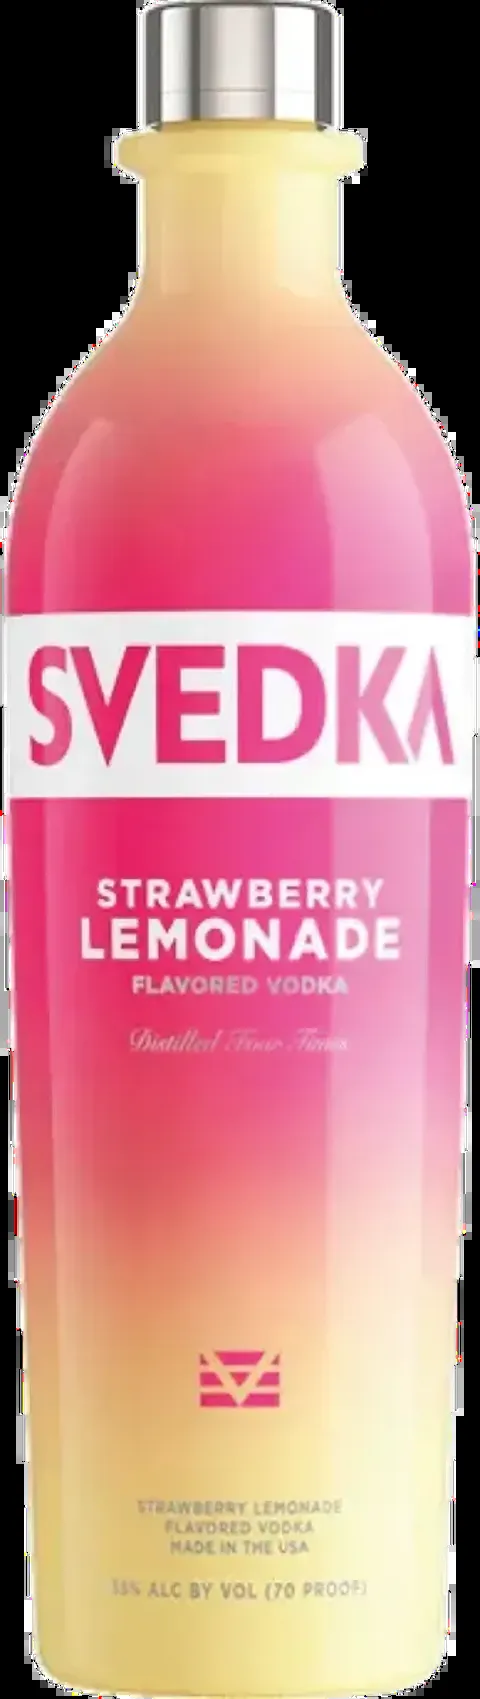 SVEDKA
STRAWBERRY
LEMONADE
FLAVORED VODKA
Distilled Four Times
STRAWBERRY LEMONADE
FLAVORED VODKA
MADE IN THE USA
35% ALC BY VOL (70 PROOF)